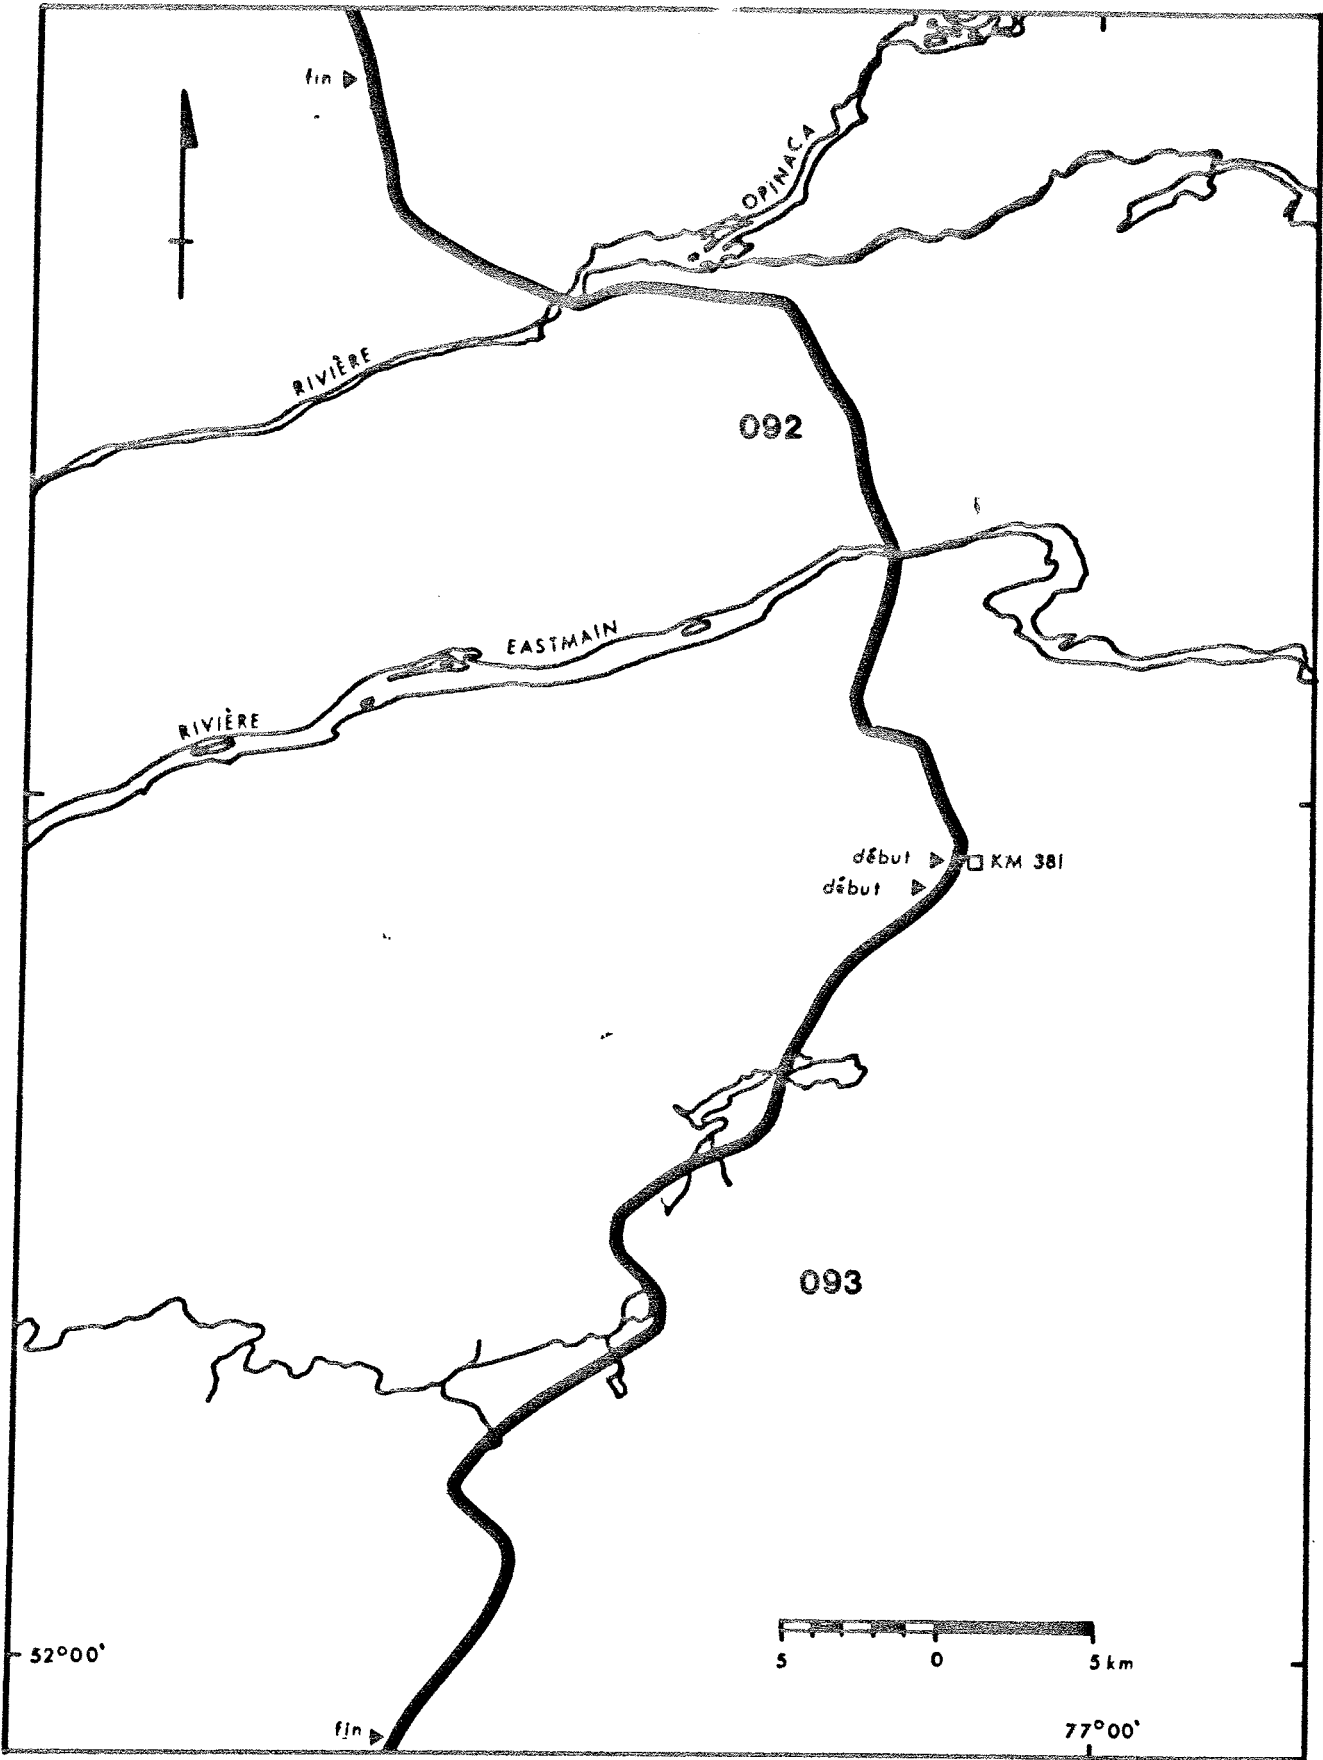 fin
OPINACA
RIVIÈRE
092
EASTMAIN
RIVIÈRE
début
KM 381
début
093
5 0 5 km
52°00'
77°00'
fin